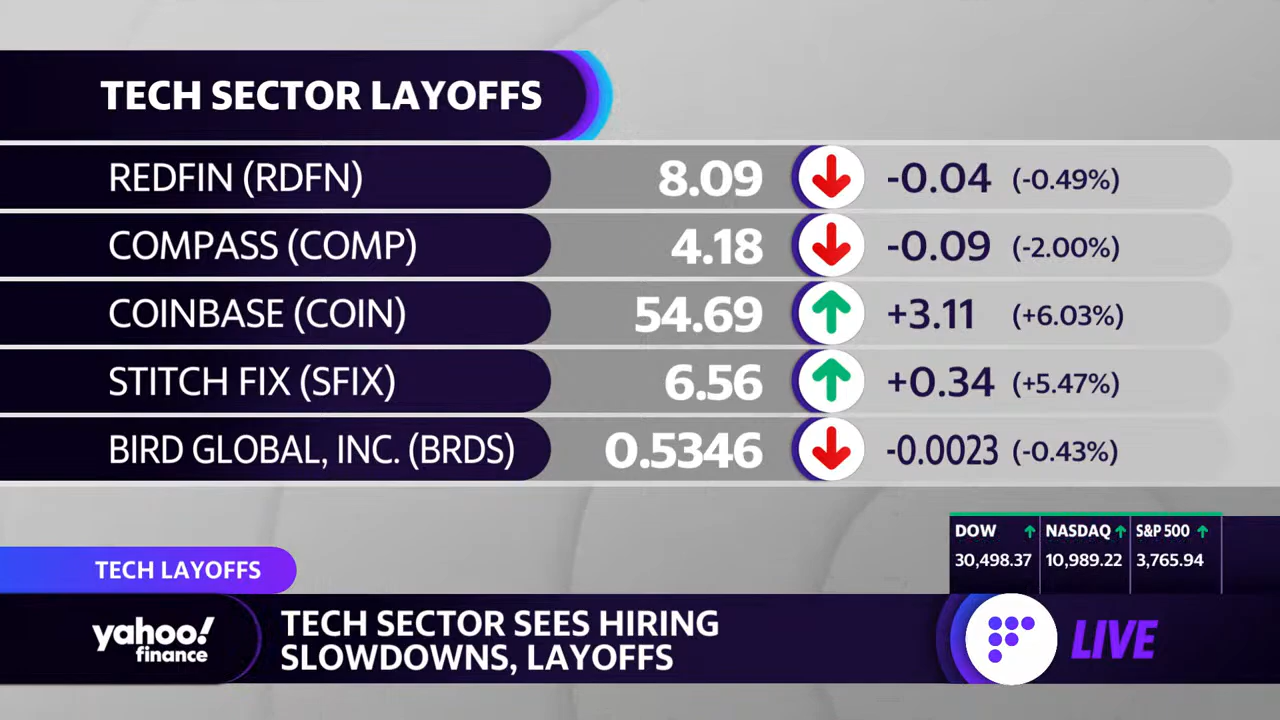 TECH SECTOR LAYOFFS
REDFIN (RDFN) 8.09 -0.04 (-0.49%)
COMPASS (COMP) 4.18 -0.09 (-2.00%)
COINBASE (COIN) 54.69 +3.11 (+6.03%)
STITCH FIX (SFIX) 6.56 +0.34 (+5.47%)
BIRD GLOBAL, INC. (BRDS) 0.5346 -0.0023 (-0.43%)
DOW NASDAQ S&P 500
30,498.37 10,989.22 3,765.94
TECH LAYOFFS
yahoo!
finance
TECH SECTOR SEES HIRING
SLOWDOWNS, LAYOFFS
LIVE